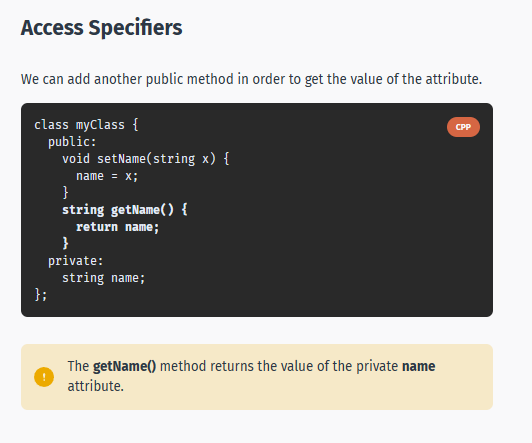 Access Specifiers
We can add another public method in order to get the value of the attribute.
CPP
class myClass {
  public:
    void setName(string x) {
      name = x;
    }
    string getName() {
      return name;
    }
  private:
    string name;
};
!
The getName() method returns the value of the private name
attribute.